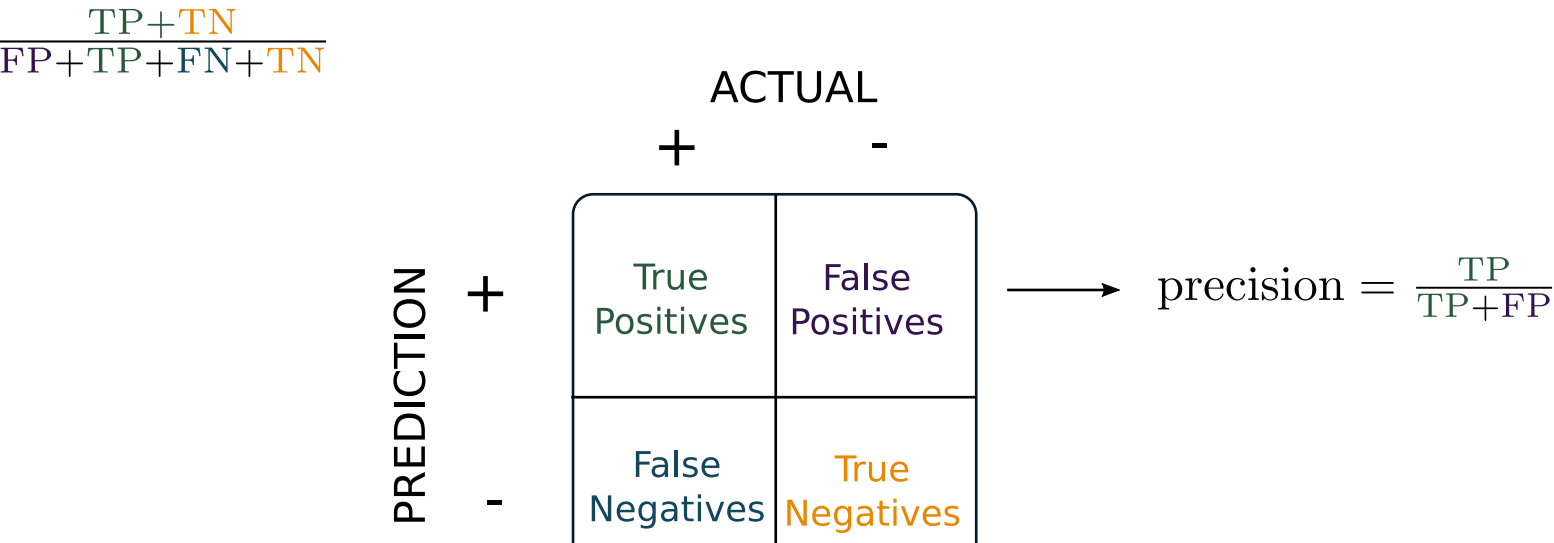 TP+TN
FP+TP+FN+TN
ACTUAL
+ -
PREDICTION
+
True Positives
False Positives
precision = TP
TP+FP
-
False Negatives
True Negatives